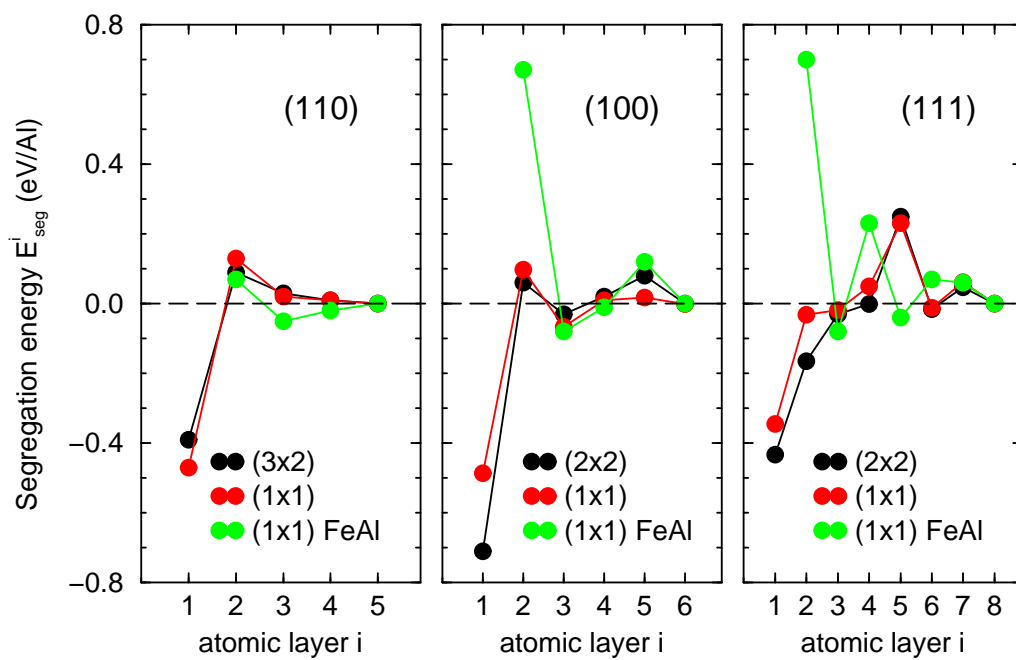 Segregation energy E^i_seg (eV/Al)
0.8
0.4
0.0
−0.4
−0.8
(110)
(3x2)
(1x1)
(1x1) FeAl
1 2 3 4 5
atomic layer i
(100)
(2x2)
(1x1)
(1x1) FeAl
1 2 3 4 5 6
atomic layer i
(111)
(2x2)
(1x1)
(1x1) FeAl
1 2 3 4 5 6 7 8
atomic layer i